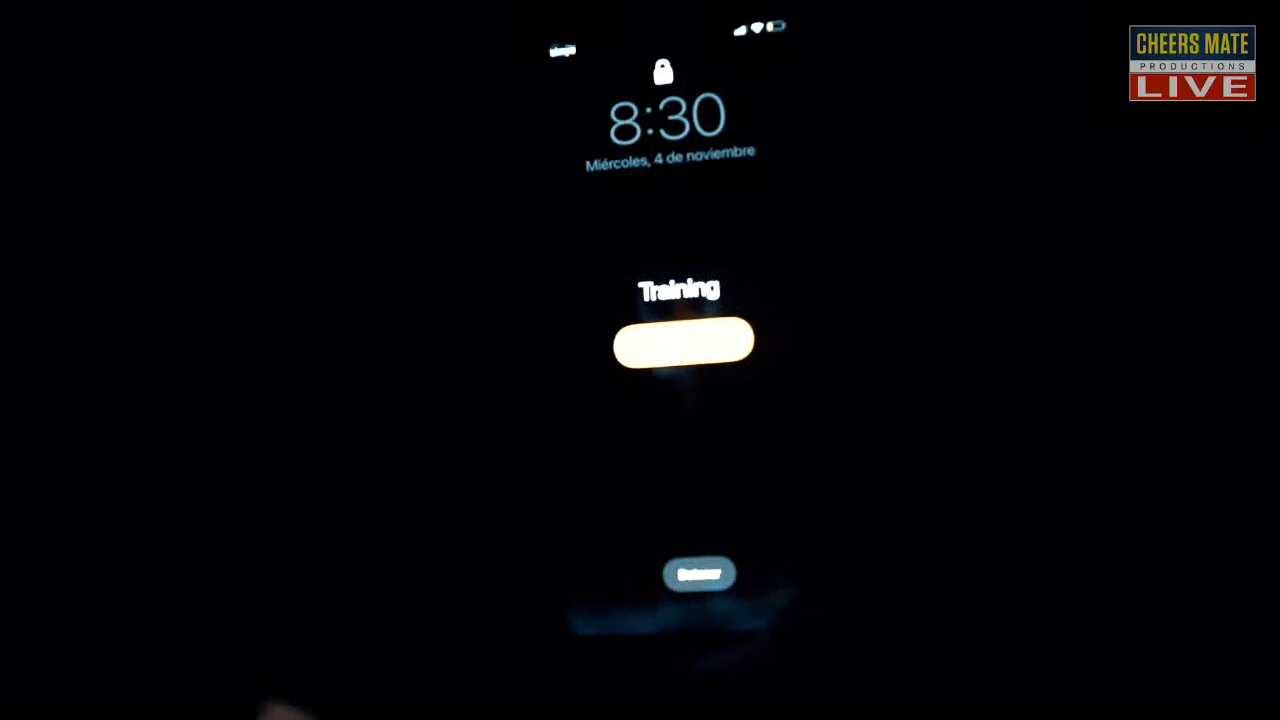 CHEERS MATE
PRODUCTIONS
LIVE
8:30
Miércoles, 4 de noviembre
Training